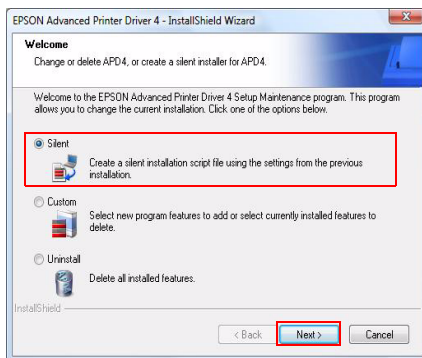 EPSON Advanced Printer Driver 4 - InstallShield Wizard
Welcome
Change or delete APD4, or create a silent installer for APD4.
Welcome to the EPSON Advanced Printer Driver 4 Setup Maintenance program. This program
allows you to change the current installation. Click one of the options below.
Silent
Create a silent installation script file using the settings from the previous
installation.
Custom
Select new program features to add or select currently installed features to
delete.
Uninstall
Delete all installed features.
InstallShield
< Back Next > Cancel